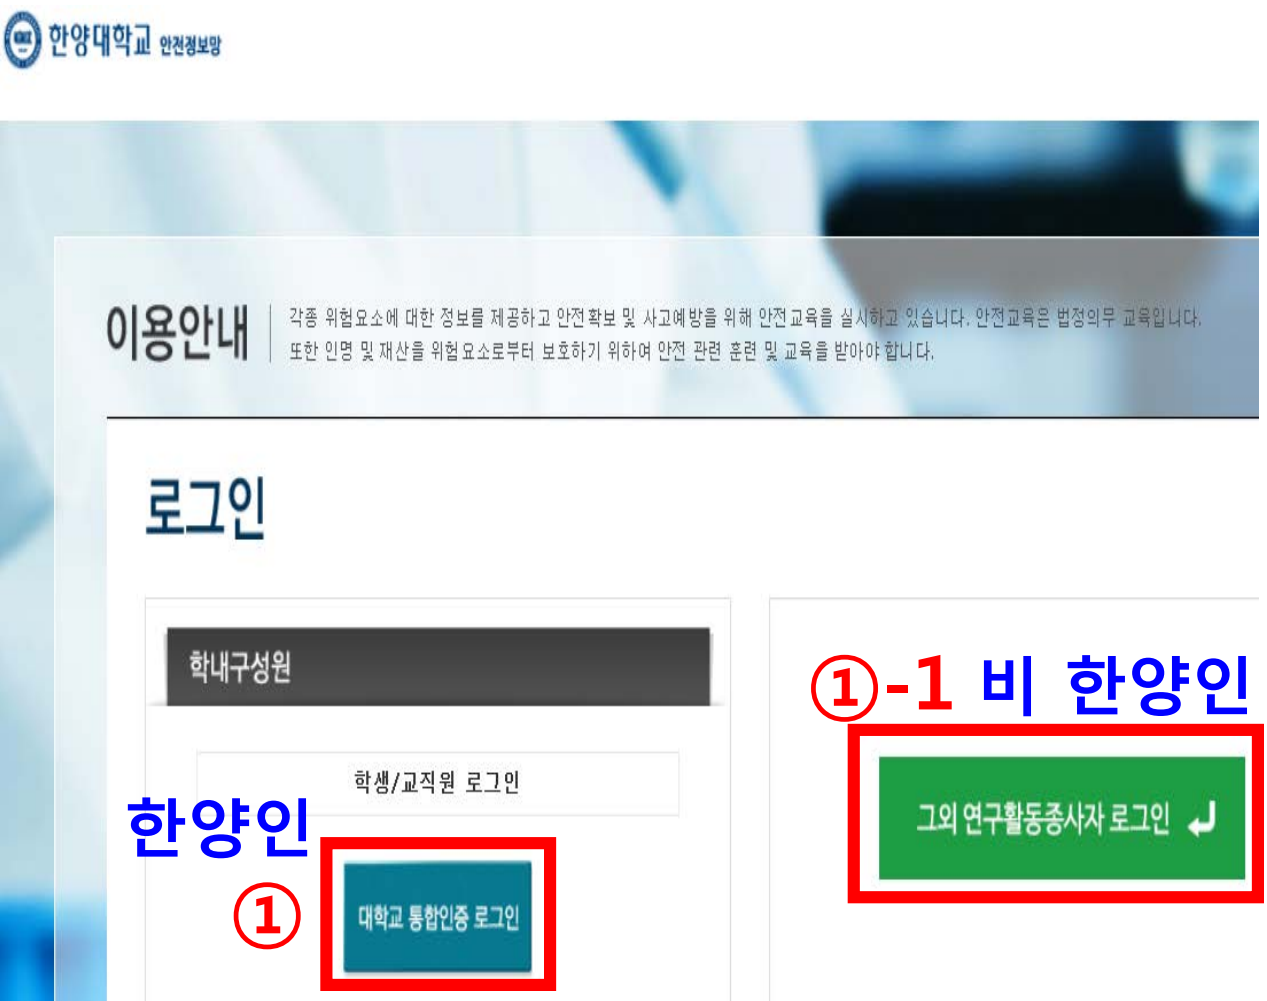 한양대학교 안전정보망
이용안내
각종 위험요소에 대한 정보를 제공하고 안전확보 및 사고예방을 위해 안전교육을 실시하고 있습니다. 안전교육은 법정의무 교육입니다.
또한 인명 및 재산을 위험요소로부터 보호하기 위하여 안전 관련 훈련 및 교육을 받아야 합니다.
로그인
학내구성원
학생/교직원 로그인
한양인
①
대학교 통합인증 로그인
①-1 비 한양인
그외 연구활동종사자 로그인